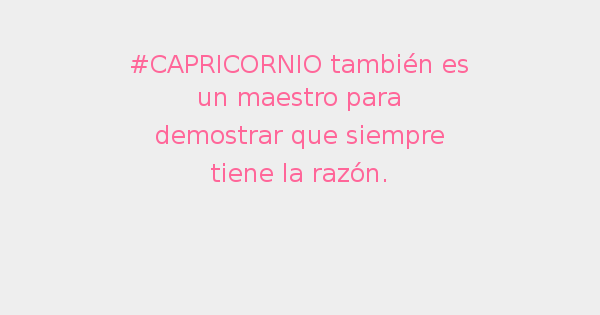 #CAPRICORNIO también es
un maestro para
demostrar que siempre
tiene la razón.